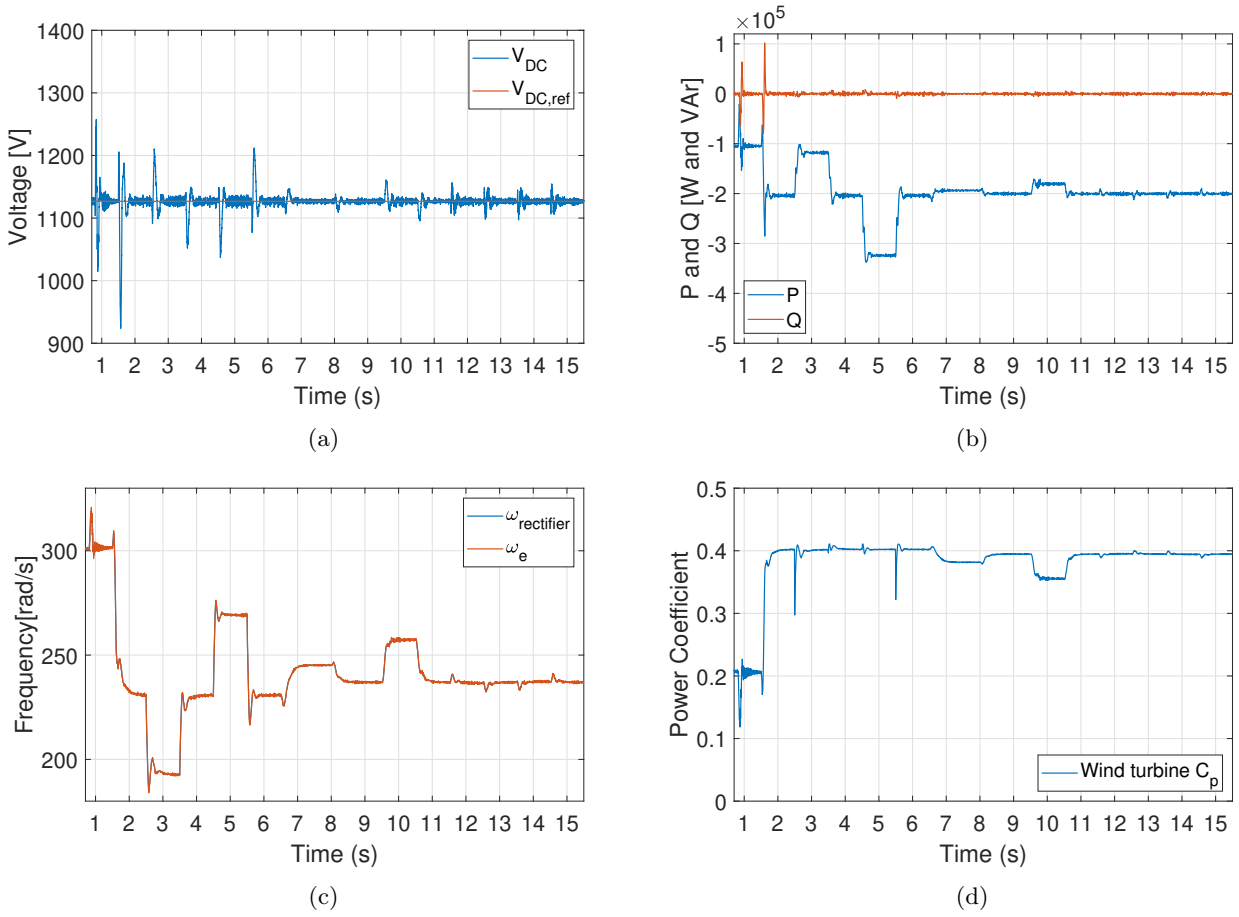 1400
1300
1200
1100
1000
900
Voltage [V]
V_DC
V_DC,ref
1 2 3 4 5 6 7 8 9 10 11 12 13 14 15
Time (s)
(a)
×10^5
1
0
-1
-2
-3
-4
-5
P and Q [W and VAr]
P
Q
1 2 3 4 5 6 7 8 9 10 11 12 13 14 15
Time (s)
(b)
300
250
200
Frequency[rad/s]
ω_rectifier
ω_e
1 2 3 4 5 6 7 8 9 10 11 12 13 14 15
Time (s)
(c)
0.5
0.4
0.3
0.2
0.1
0
Power Coefficient
Wind turbine C_p
1 2 3 4 5 6 7 8 9 10 11 12 13 14 15
Time (s)
(d)